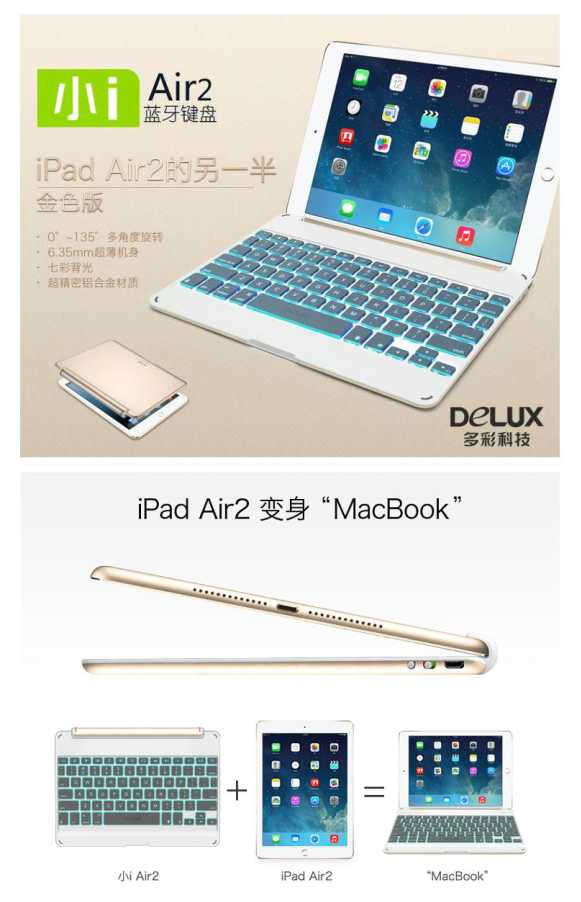 小i Air2
蓝牙键盘
iPad Air2的另一半
金色版
· 0°~135°多角度旋转
· 6.35mm超薄机身
· 七彩背光
· 超精密铝合金材质
DeLUX
多彩科技
iPad Air2 变身 “MacBook”
+
=
小i Air2
iPad Air2
“MacBook”